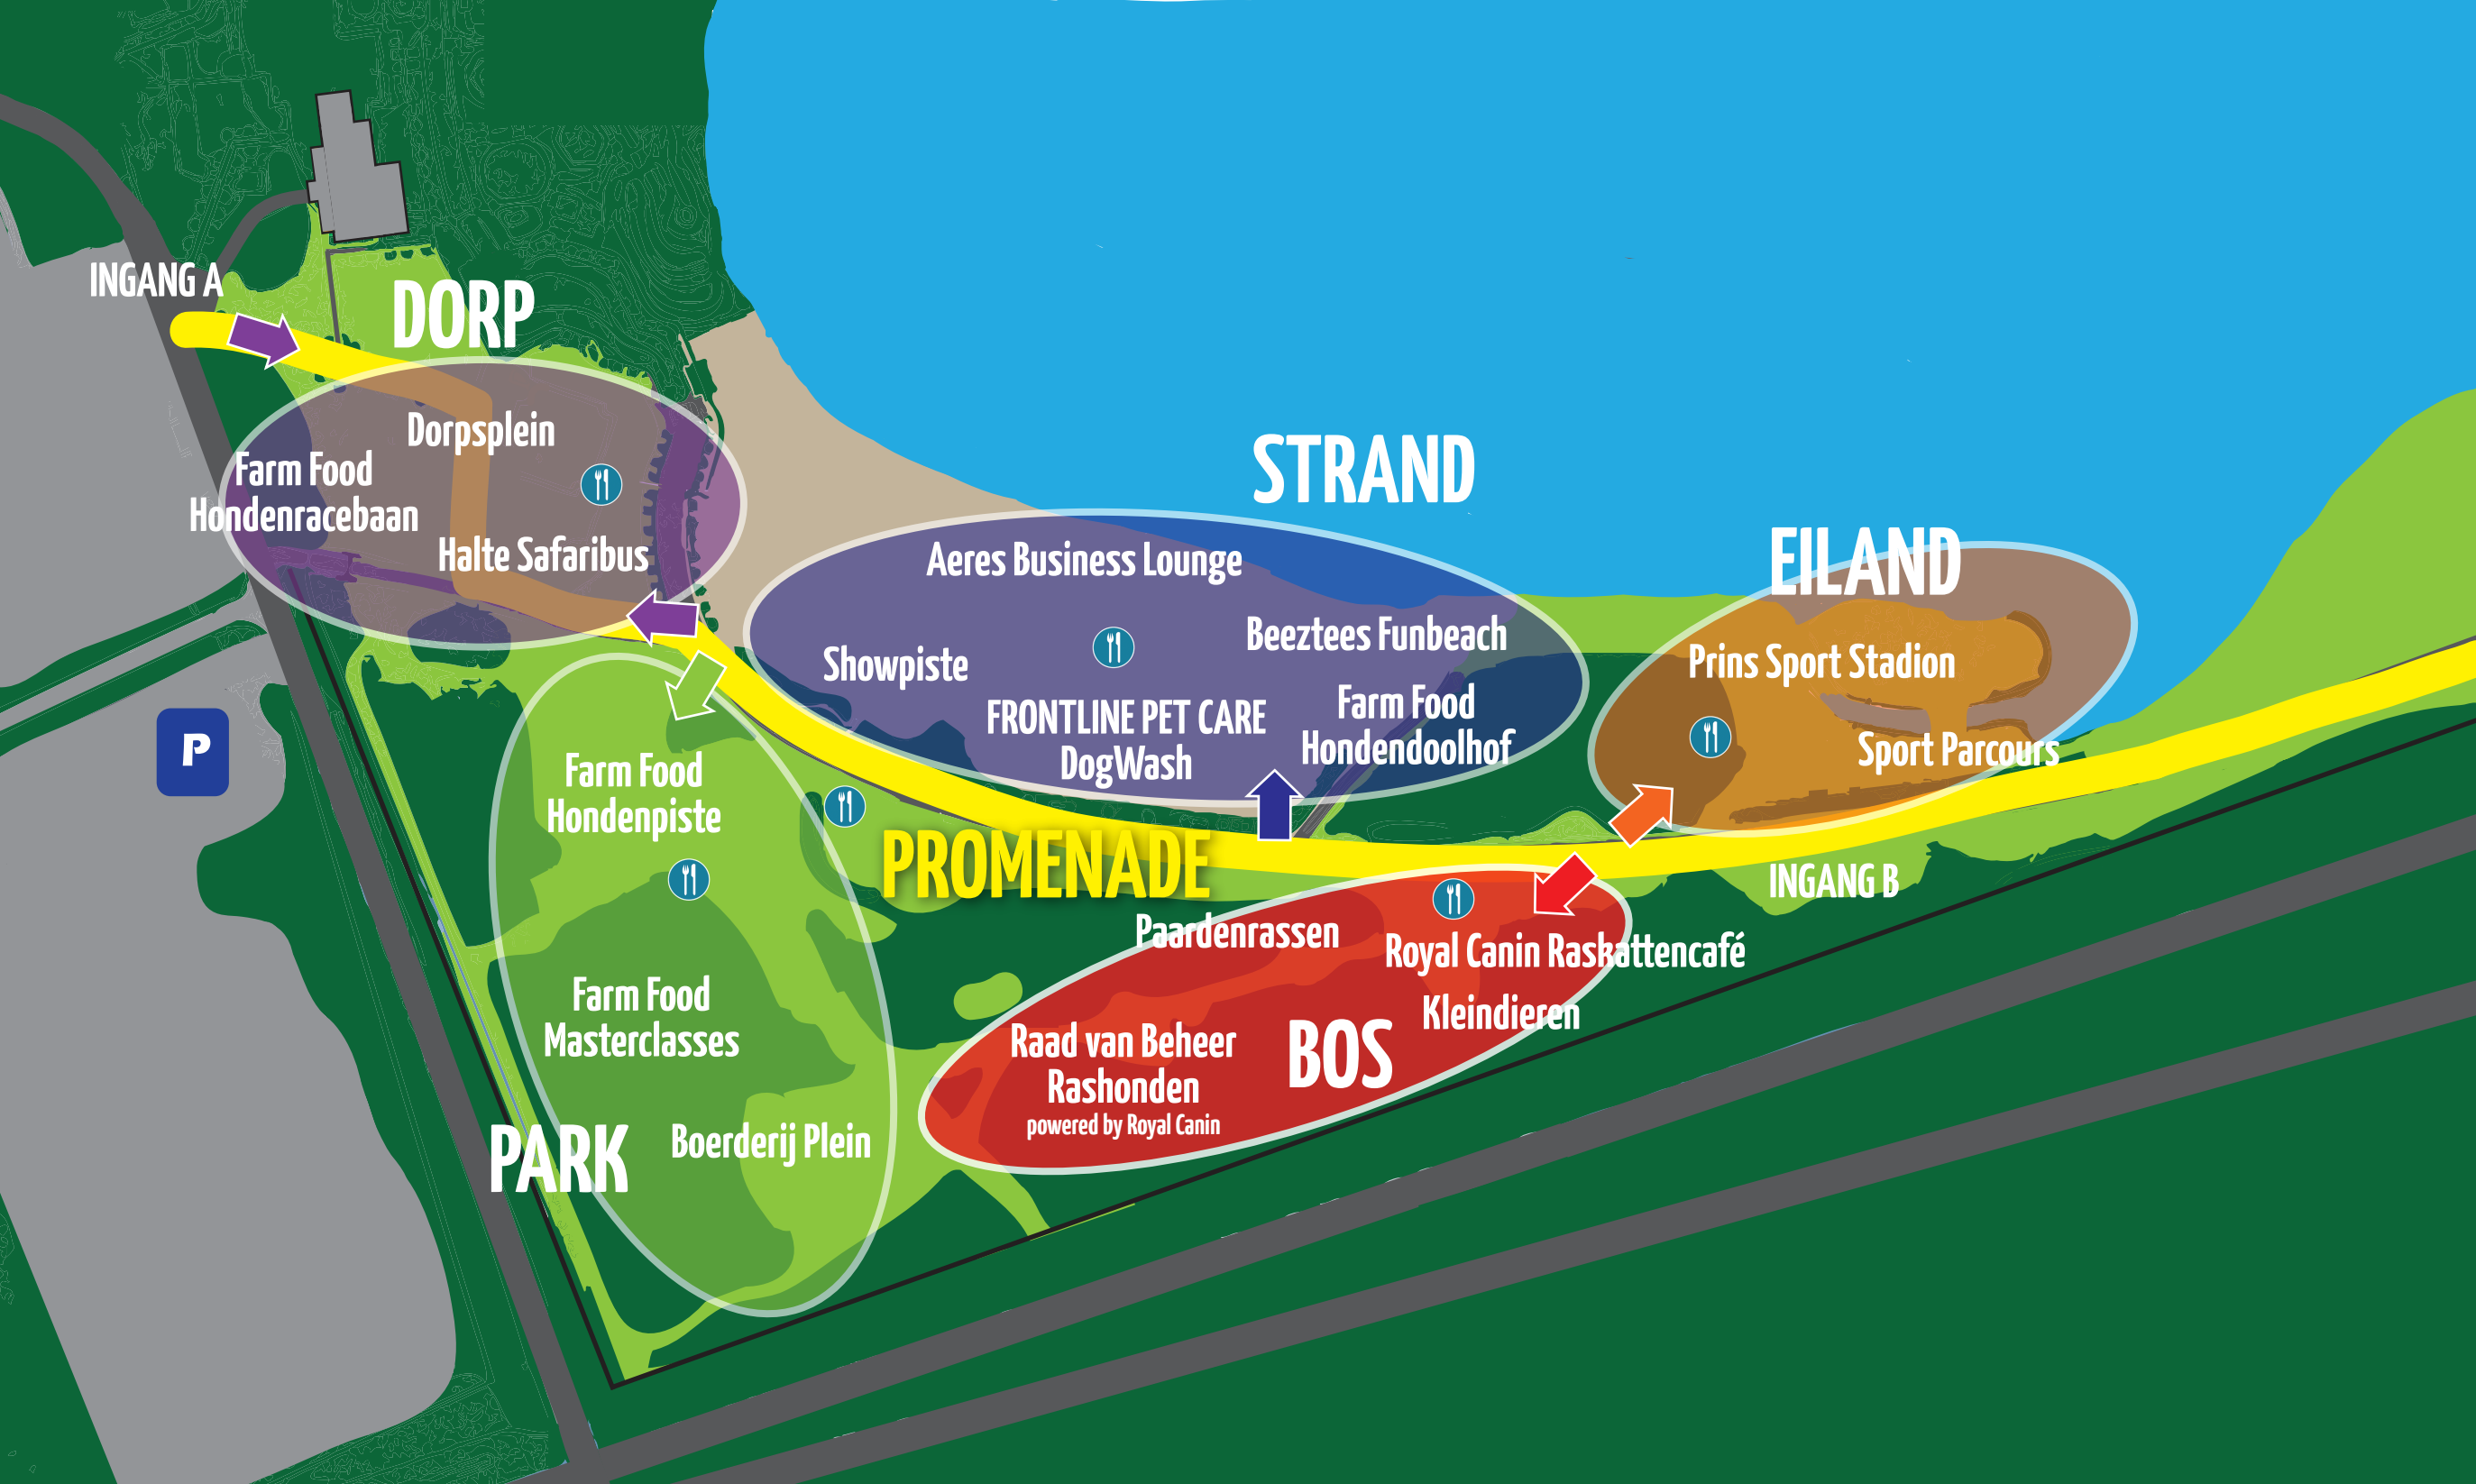 INGANG A
DORP
Dorpsplein
Farm Food
Hondenracebaan
Halte Safaribus
STRAND
Aeres Business Lounge
Beeztees Funbeach
Showpiste
FRONTLINE PET CARE
DogWash
Farm Food
Hondendoolhof
EILAND
Prins Sport Stadion
Sport Parcours
P
Farm Food
Hondenpiste
PROMENADE
INGANG B
Paardenrassen
Royal Canin Raskattencafé
Kleindieren
BOS
Raad van Beheer
Rashonden
powered by Royal Canin
Farm Food
Masterclasses
PARK
Boerderij Plein